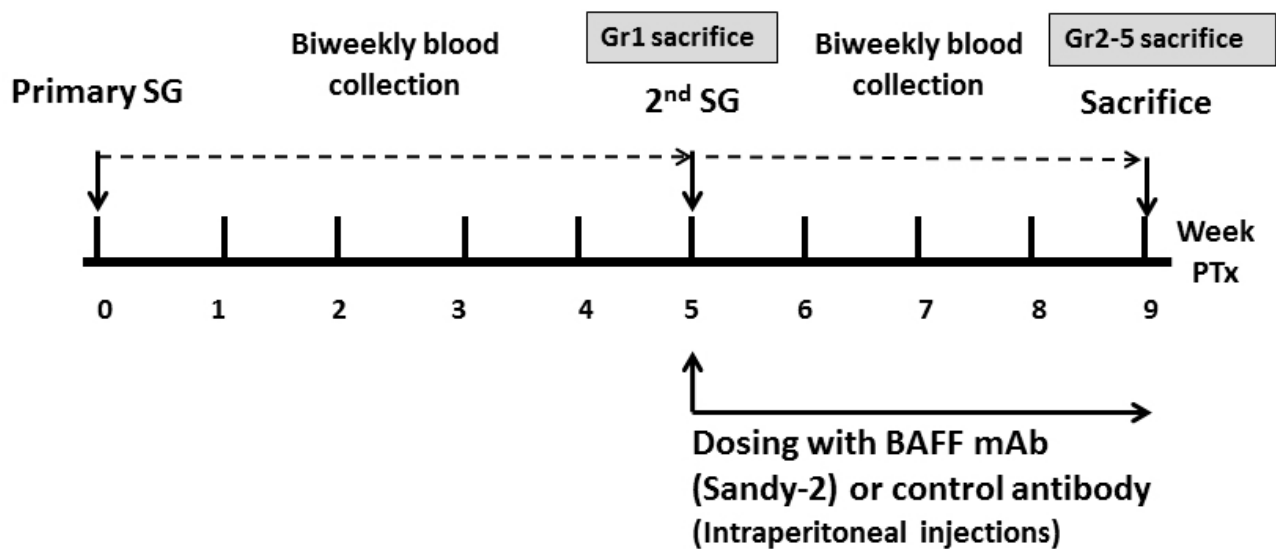 Biweekly blood
collection
Gr1 sacrifice
Biweekly blood
collection
Gr2-5 sacrifice
Primary SG
2nd SG
Sacrifice
Week
PTx
0 1 2 3 4 5 6 7 8 9
Dosing with BAFF mAb
(Sandy-2) or control antibody
(Intraperitoneal injections)